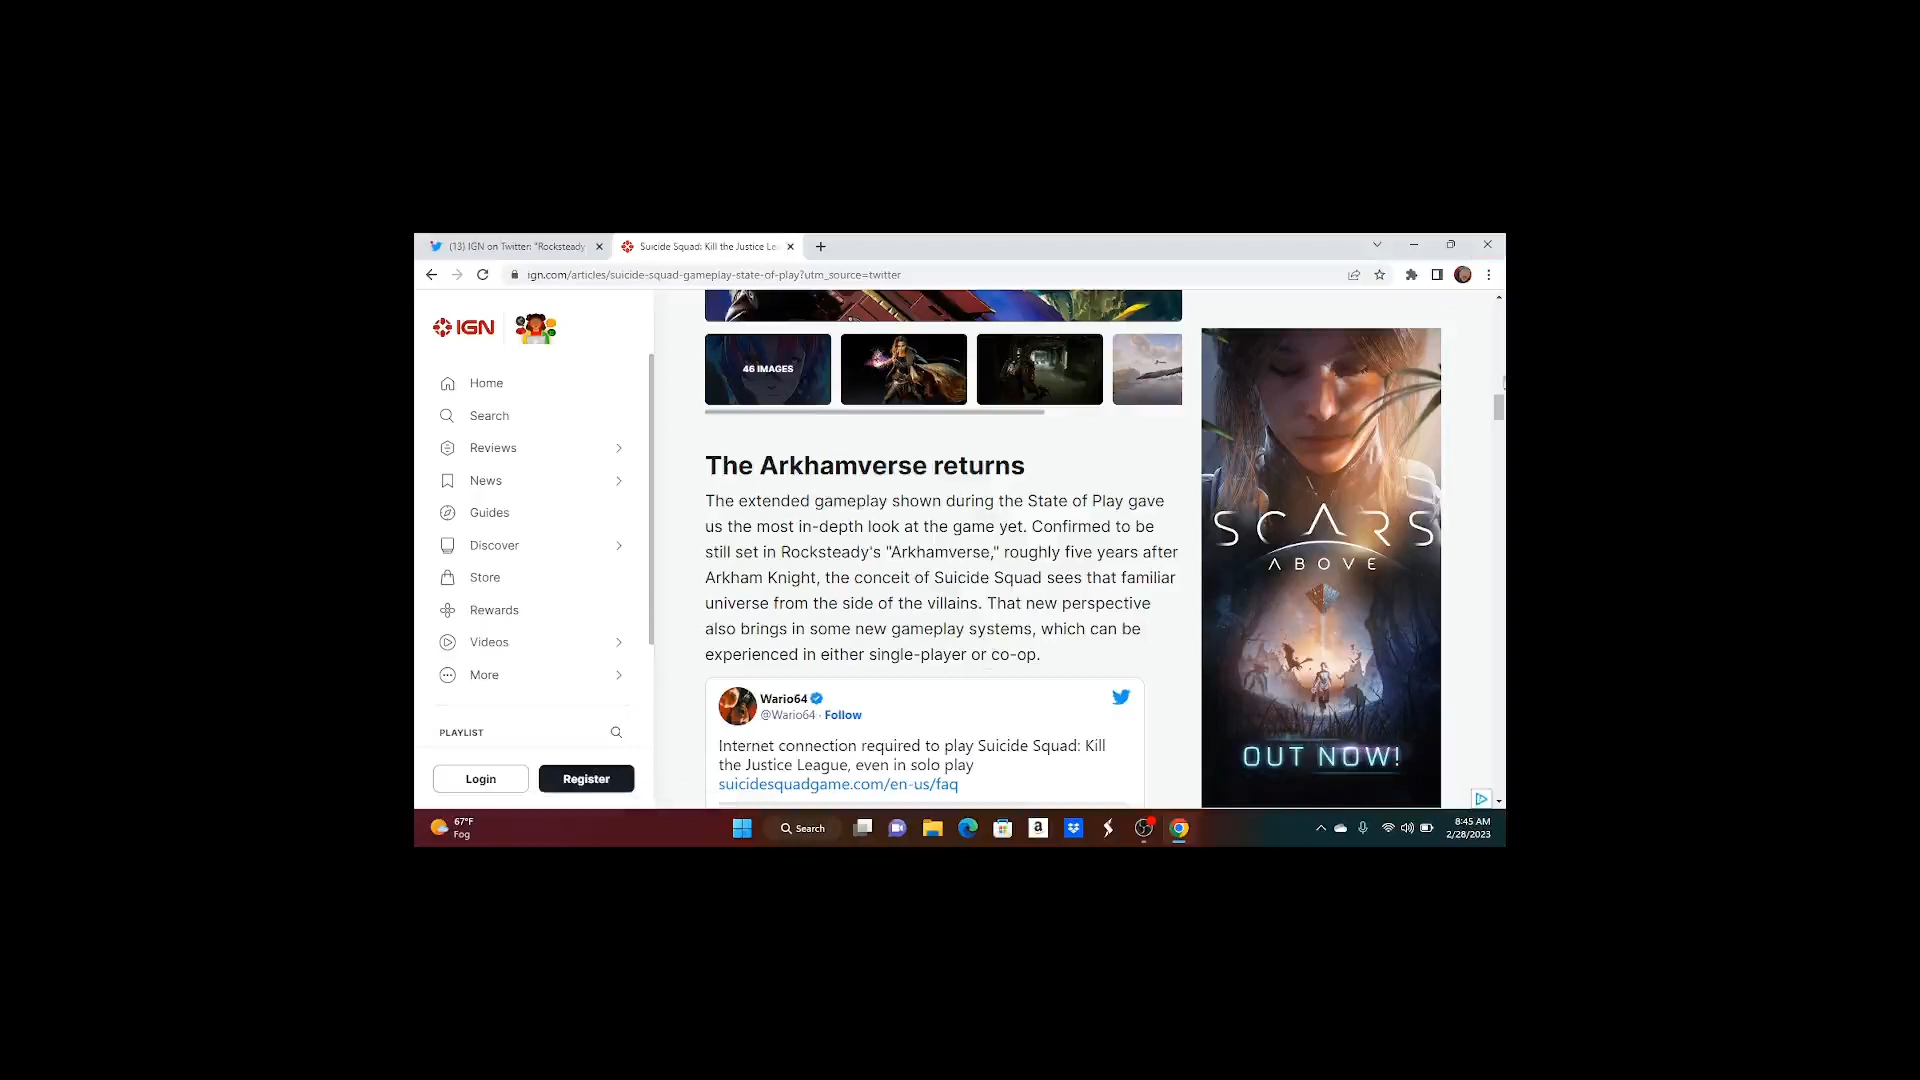 (13) IGN on Twitter: "Rocksteady
Suicide Squad: Kill the Justice Le
ign.com/articles/suicide-squad-gameplay-state-of-play?utm_source=twitter
IGN
Home
Search
Reviews
News
Guides
Discover
Store
Rewards
Videos
More
PLAYLIST
Login
Register
46 IMAGES
The Arkhamverse returns
The extended gameplay shown during the State of Play gave
us the most in-depth look at the game yet. Confirmed to be
still set in Rocksteady's "Arkhamverse," roughly five years after
Arkham Knight, the conceit of Suicide Squad sees that familiar
universe from the side of the villains. That new perspective
also brings in some new gameplay systems, which can be
experienced in either single-player or co-op.
Wario64
@Wario64 · Follow
Internet connection required to play Suicide Squad: Kill
the Justice League, even in solo play
suicidesquadgame.com/en-us/faq
SCARS
ABOVE
OUT NOW!
67°F
Fog
Search
a
8:45 AM
2/28/2023